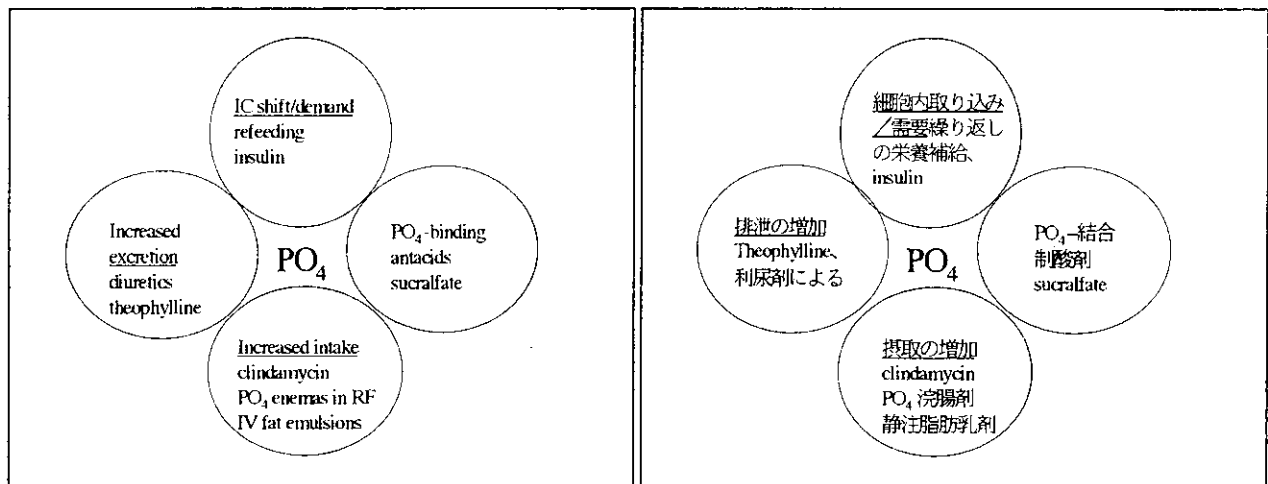 IC shift/demand
refeeding
insulin
Increased
excretion
diuretics
theophylline
PO₄
PO₄-binding
antacids
sucralfate
Increased intake
clindamycin
PO₄ enemas in RF
IV fat emulsions
細胞内取り込み
／需要繰り返し
の栄養補給、
insulin
排泄の増加
Theophylline、
利尿剤による
PO₄
PO₄–結合
制酸剤
sucralfate
摂取の増加
clindamycin
PO₄ 浣腸剤
静注脂肪乳剤